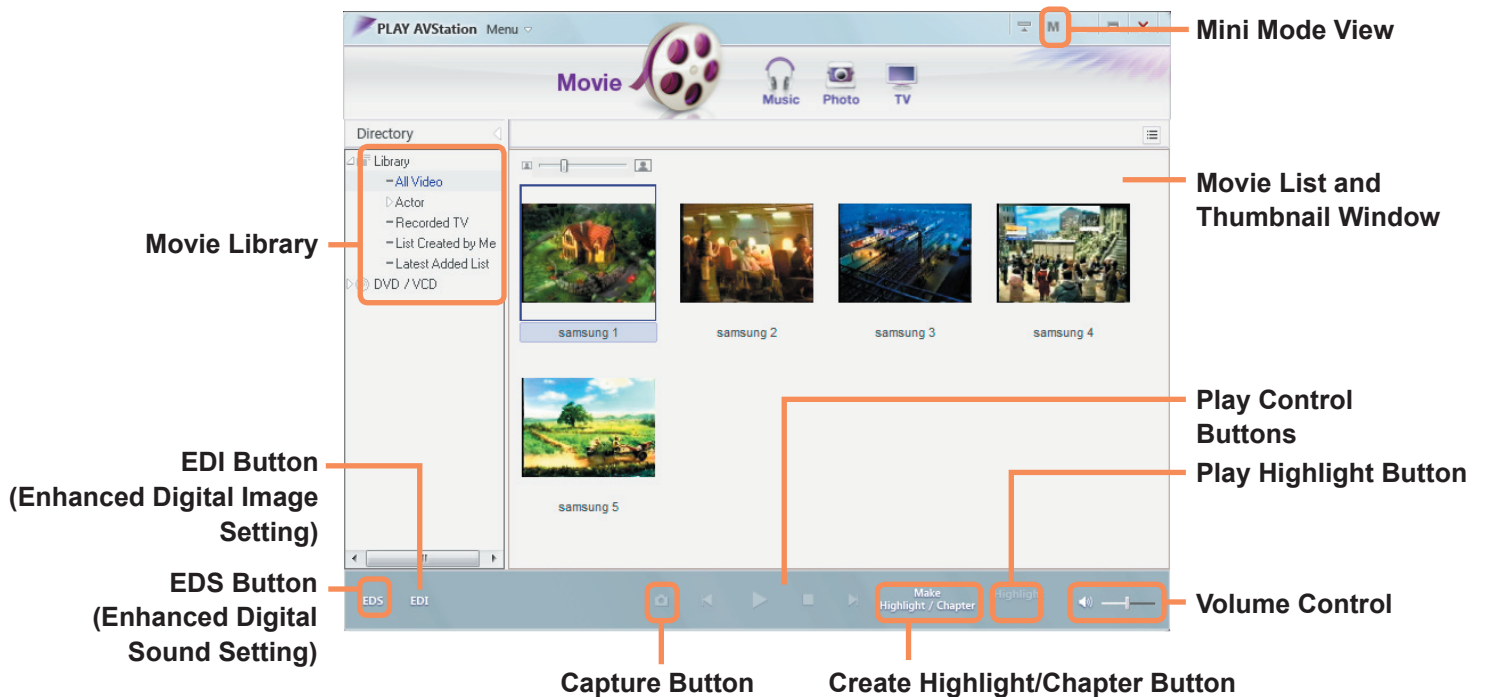 PLAY AVStation Menu
M
Mini Mode View
Movie
Music
Photo
TV
Directory
Library
All Video
Actor
Recorded TV
List Created by Me
Latest Added List
DVD / VCD
Movie Library
Movie List and
Thumbnail Window
samsung 1
samsung 2
samsung 3
samsung 4
samsung 5
Play Control
Buttons
Play Highlight Button
EDI Button
(Enhanced Digital Image
Setting)
EDS Button
(Enhanced Digital
Sound Setting)
EDS
EDI
Make
Highlight / Chapter
Highligh
Volume Control
Capture Button
Create Highlight/Chapter Button